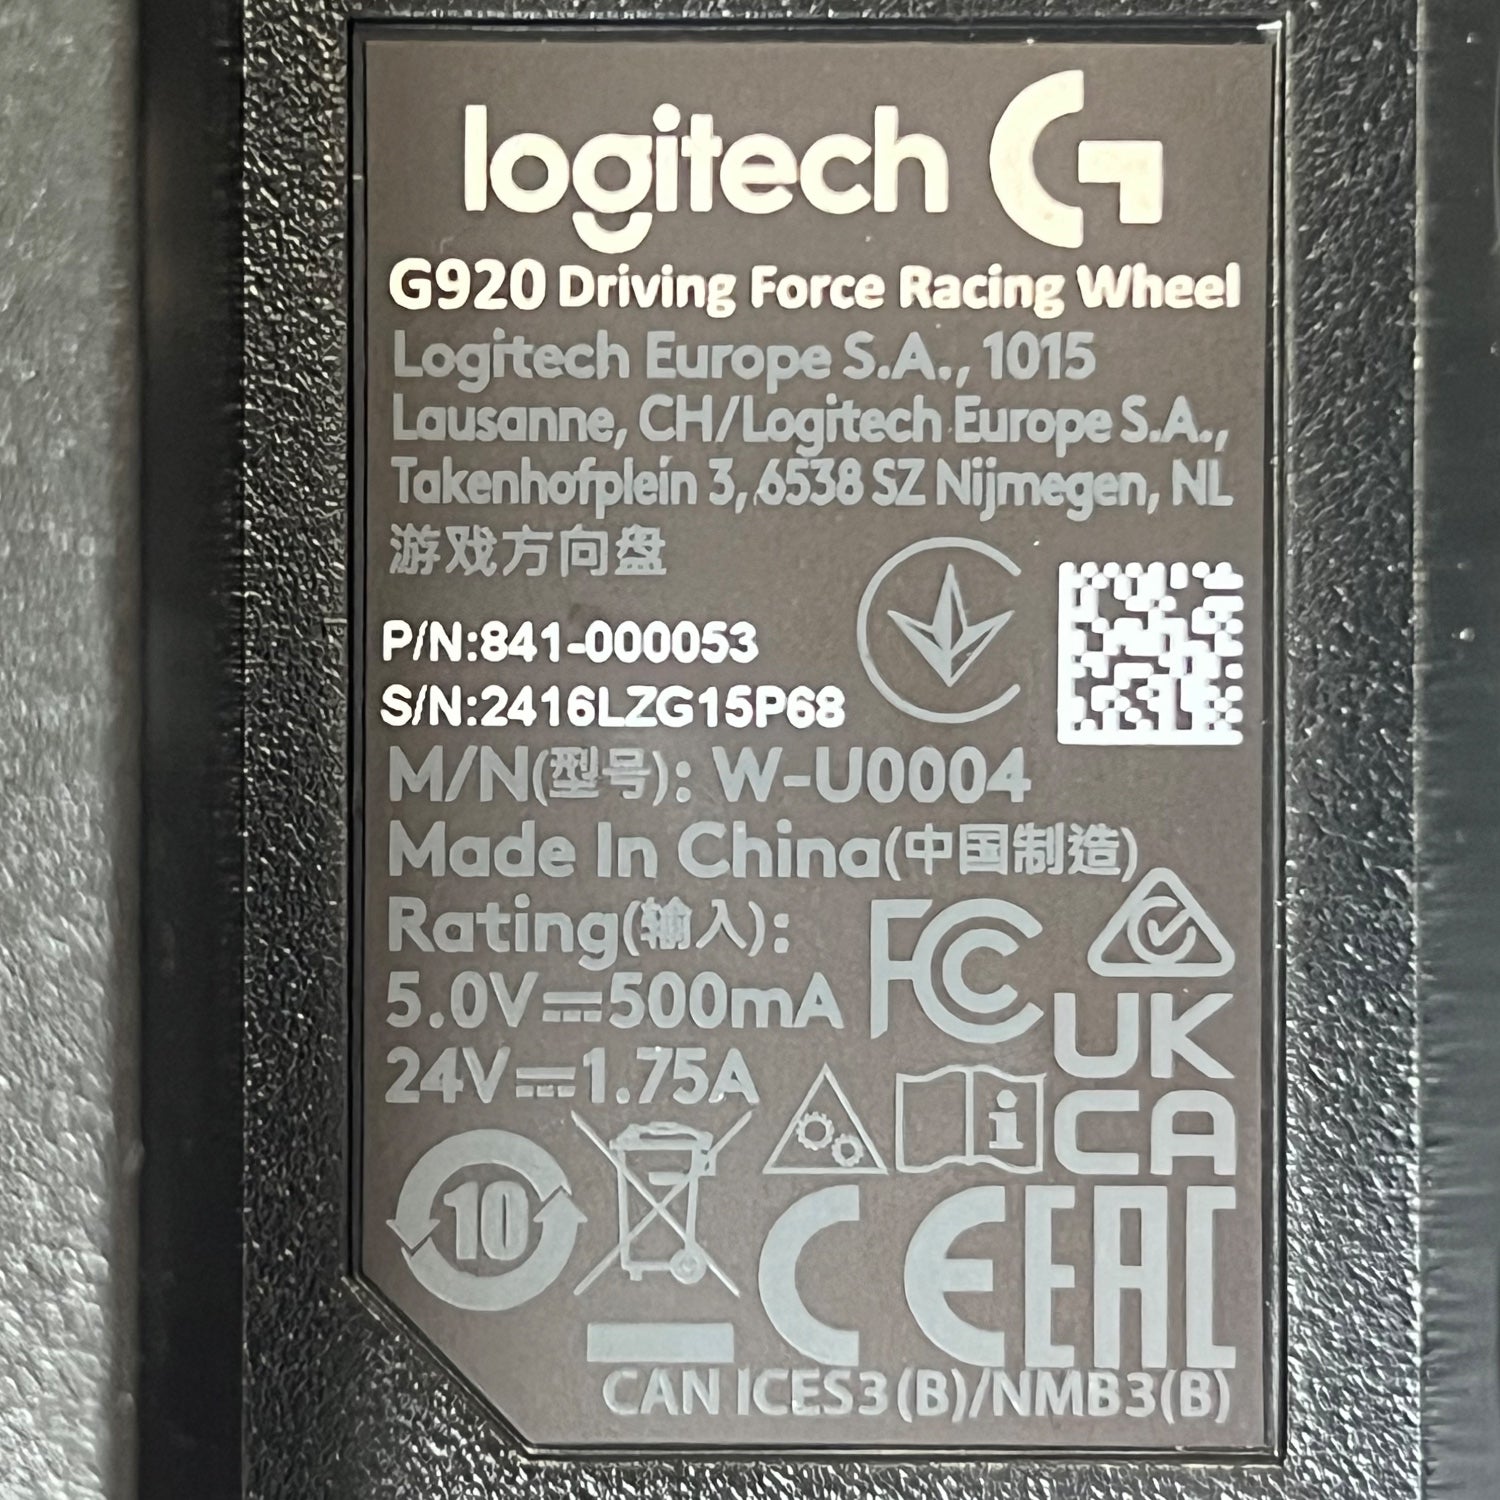 logitech G
G920 Driving Force Racing Wheel
Logitech Europe S.A., 1015
Lausanne, CH/Logitech Europe S.A.,
Takenhofplein 3, 6538 SZ Nijmegen, NL
游戏方向盘
P/N:841-000053
S/N:2416LZG15P68
M/N(型号): W-U0004
Made In China(中国制造)
Rating(输入):
5.0V⎓500mA
24V⎓1.75A
FC
UK
CA
i
10
CE EAC
CAN ICES3(B)/NMB3(B)